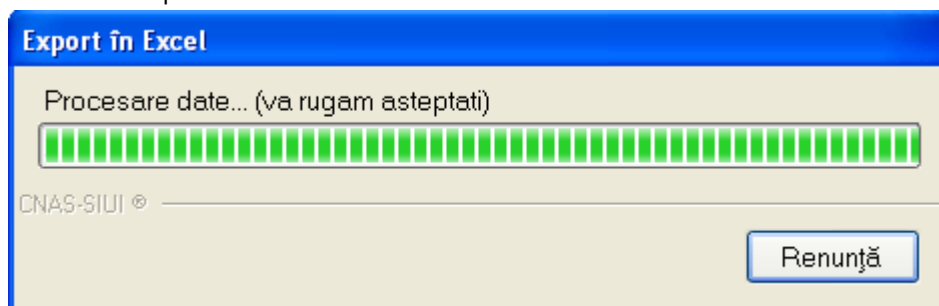 Export în Excel
Procesare date... (va rugam asteptati)
CNAS-SIUI ®
Renunţă